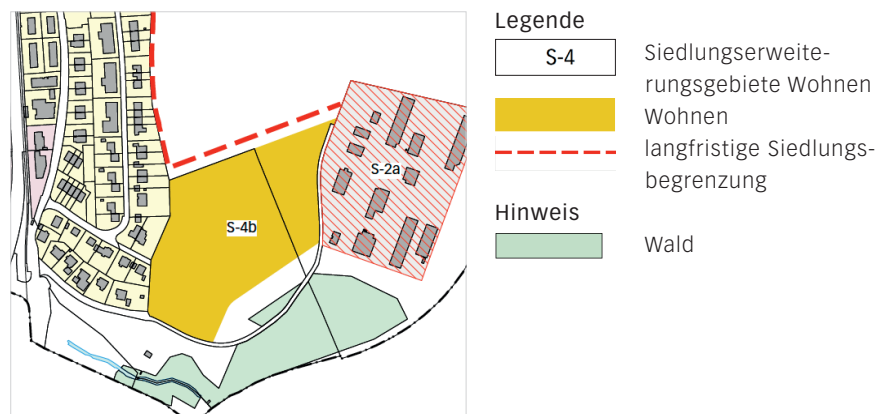 S-2a
S-4b
Legende
S-4
Siedlungserweite-
rungsgebiete Wohnen
Wohnen
langfristige Siedlungs-
begrenzung
Hinweis
Wald